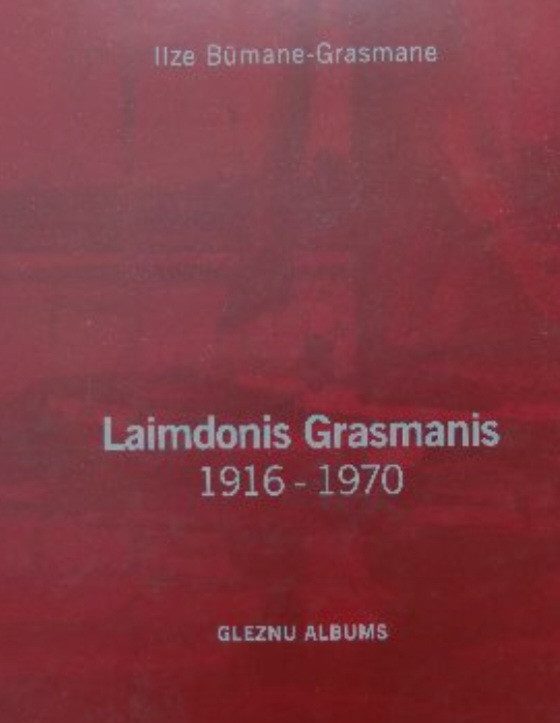 Ilze Būmane-Grasmane
Laimdonis Grasmanis
1916 - 1970
GLEZNU ALBUMS